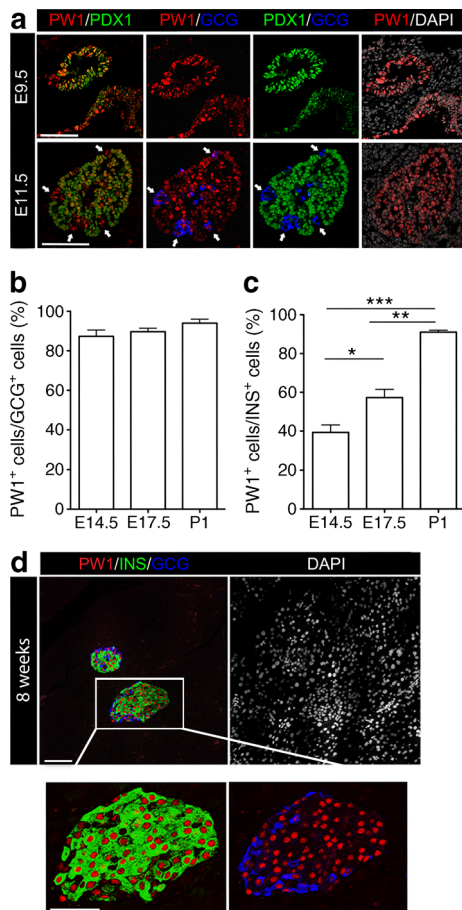 a
PW1/PDX1 PW1/GCG PDX1/GCG PW1/DAPI
E9.5
E11.5
b
PW1+ cells/GCG+ cells (%)
100
80
60
40
20
0
E14.5 E17.5 P1
c
PW1+ cells/INS+ cells (%)
100
80
60
40
20
0
***
**
*
E14.5 E17.5 P1
d
PW1/INS/GCG DAPI
8 weeks